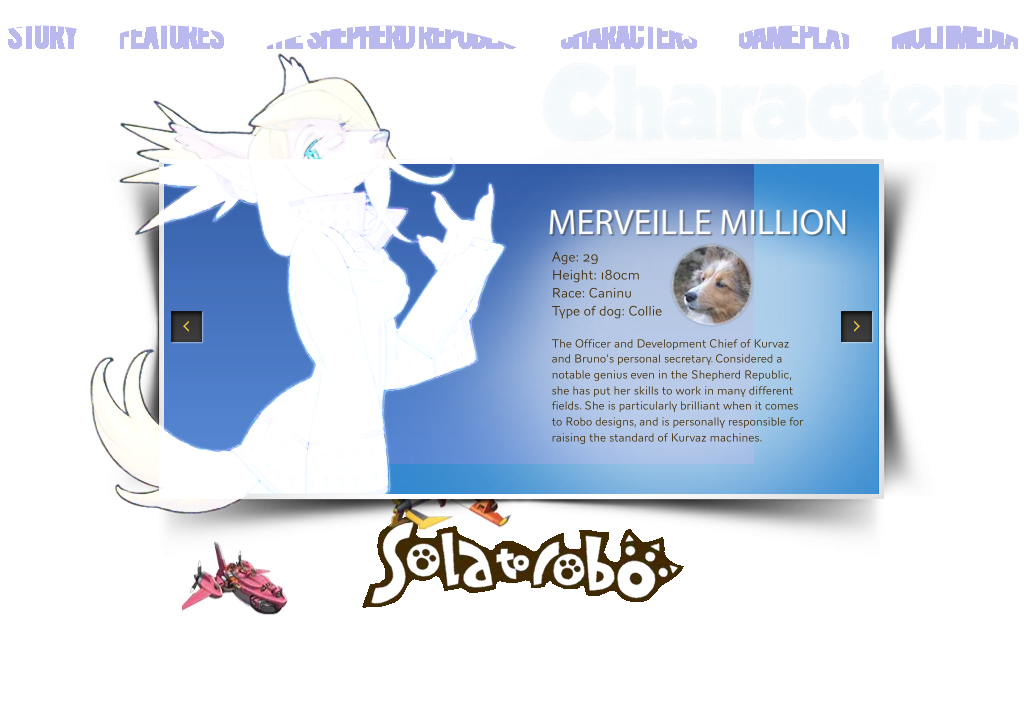 STORY FEATURES THE SHEPHERD REPUBLIC CHARACTERS GAMEPLAY MULTIMEDIA
Characters
MERVEILLE MILLION
Age: 29
Height: 180cm
Race: Caninu
Type of dog: Collie
The Officer and Development Chief of Kurvaz
and Bruno's personal secretary. Considered a
notable genius even in the Shepherd Republic,
she has put her skills to work in many different
fields. She is particularly brilliant when it comes
to Robo designs, and is personally responsible for
raising the standard of Kurvaz machines.
Solatorobo